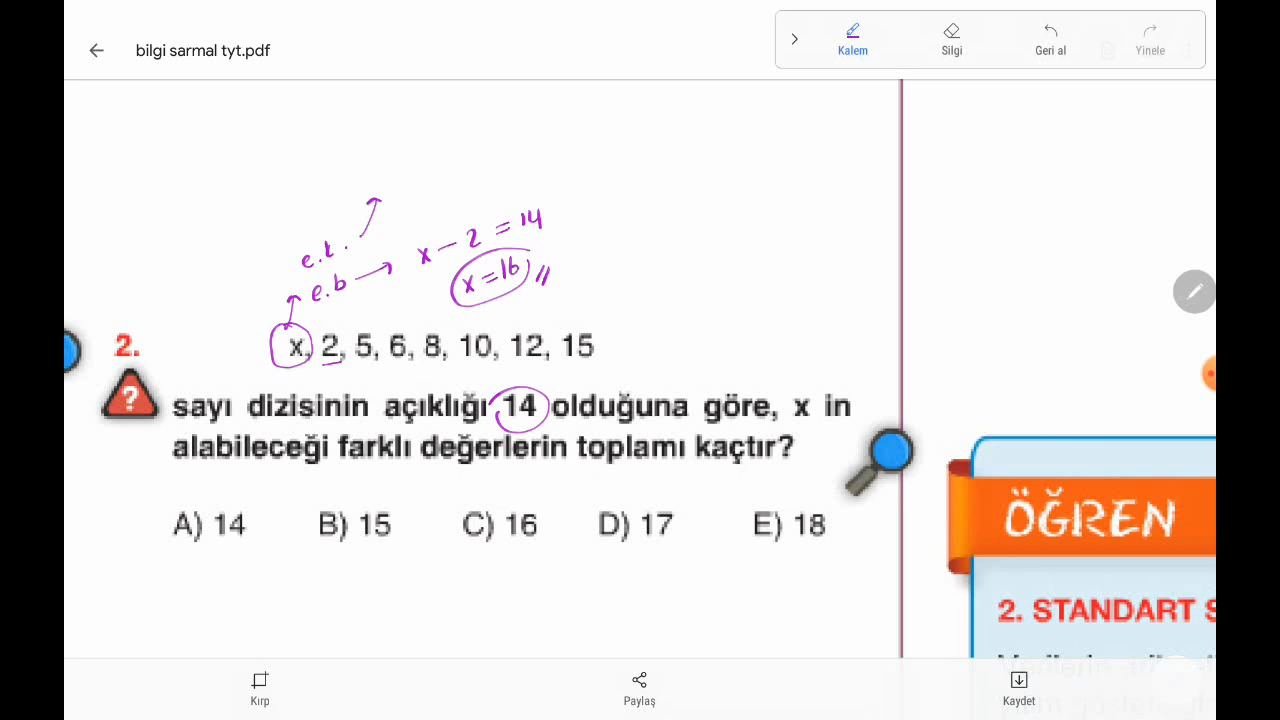 bilgi sarmal tyt.pdf
Kalem
Silgi
Geri al
Yinele
e.k.
e.b
x - 2 = 14
x = 16 //
2.
x, 2, 5, 6, 8, 10, 12, 15
?
sayı dizisinin açıklığı 14 olduğuna göre, x in
alabileceği farklı değerlerin toplamı kaçtır?
A) 14 B) 15 C) 16 D) 17 E) 18
ÖĞREN
2. STANDART S
Kırp
Paylaş
Kaydet